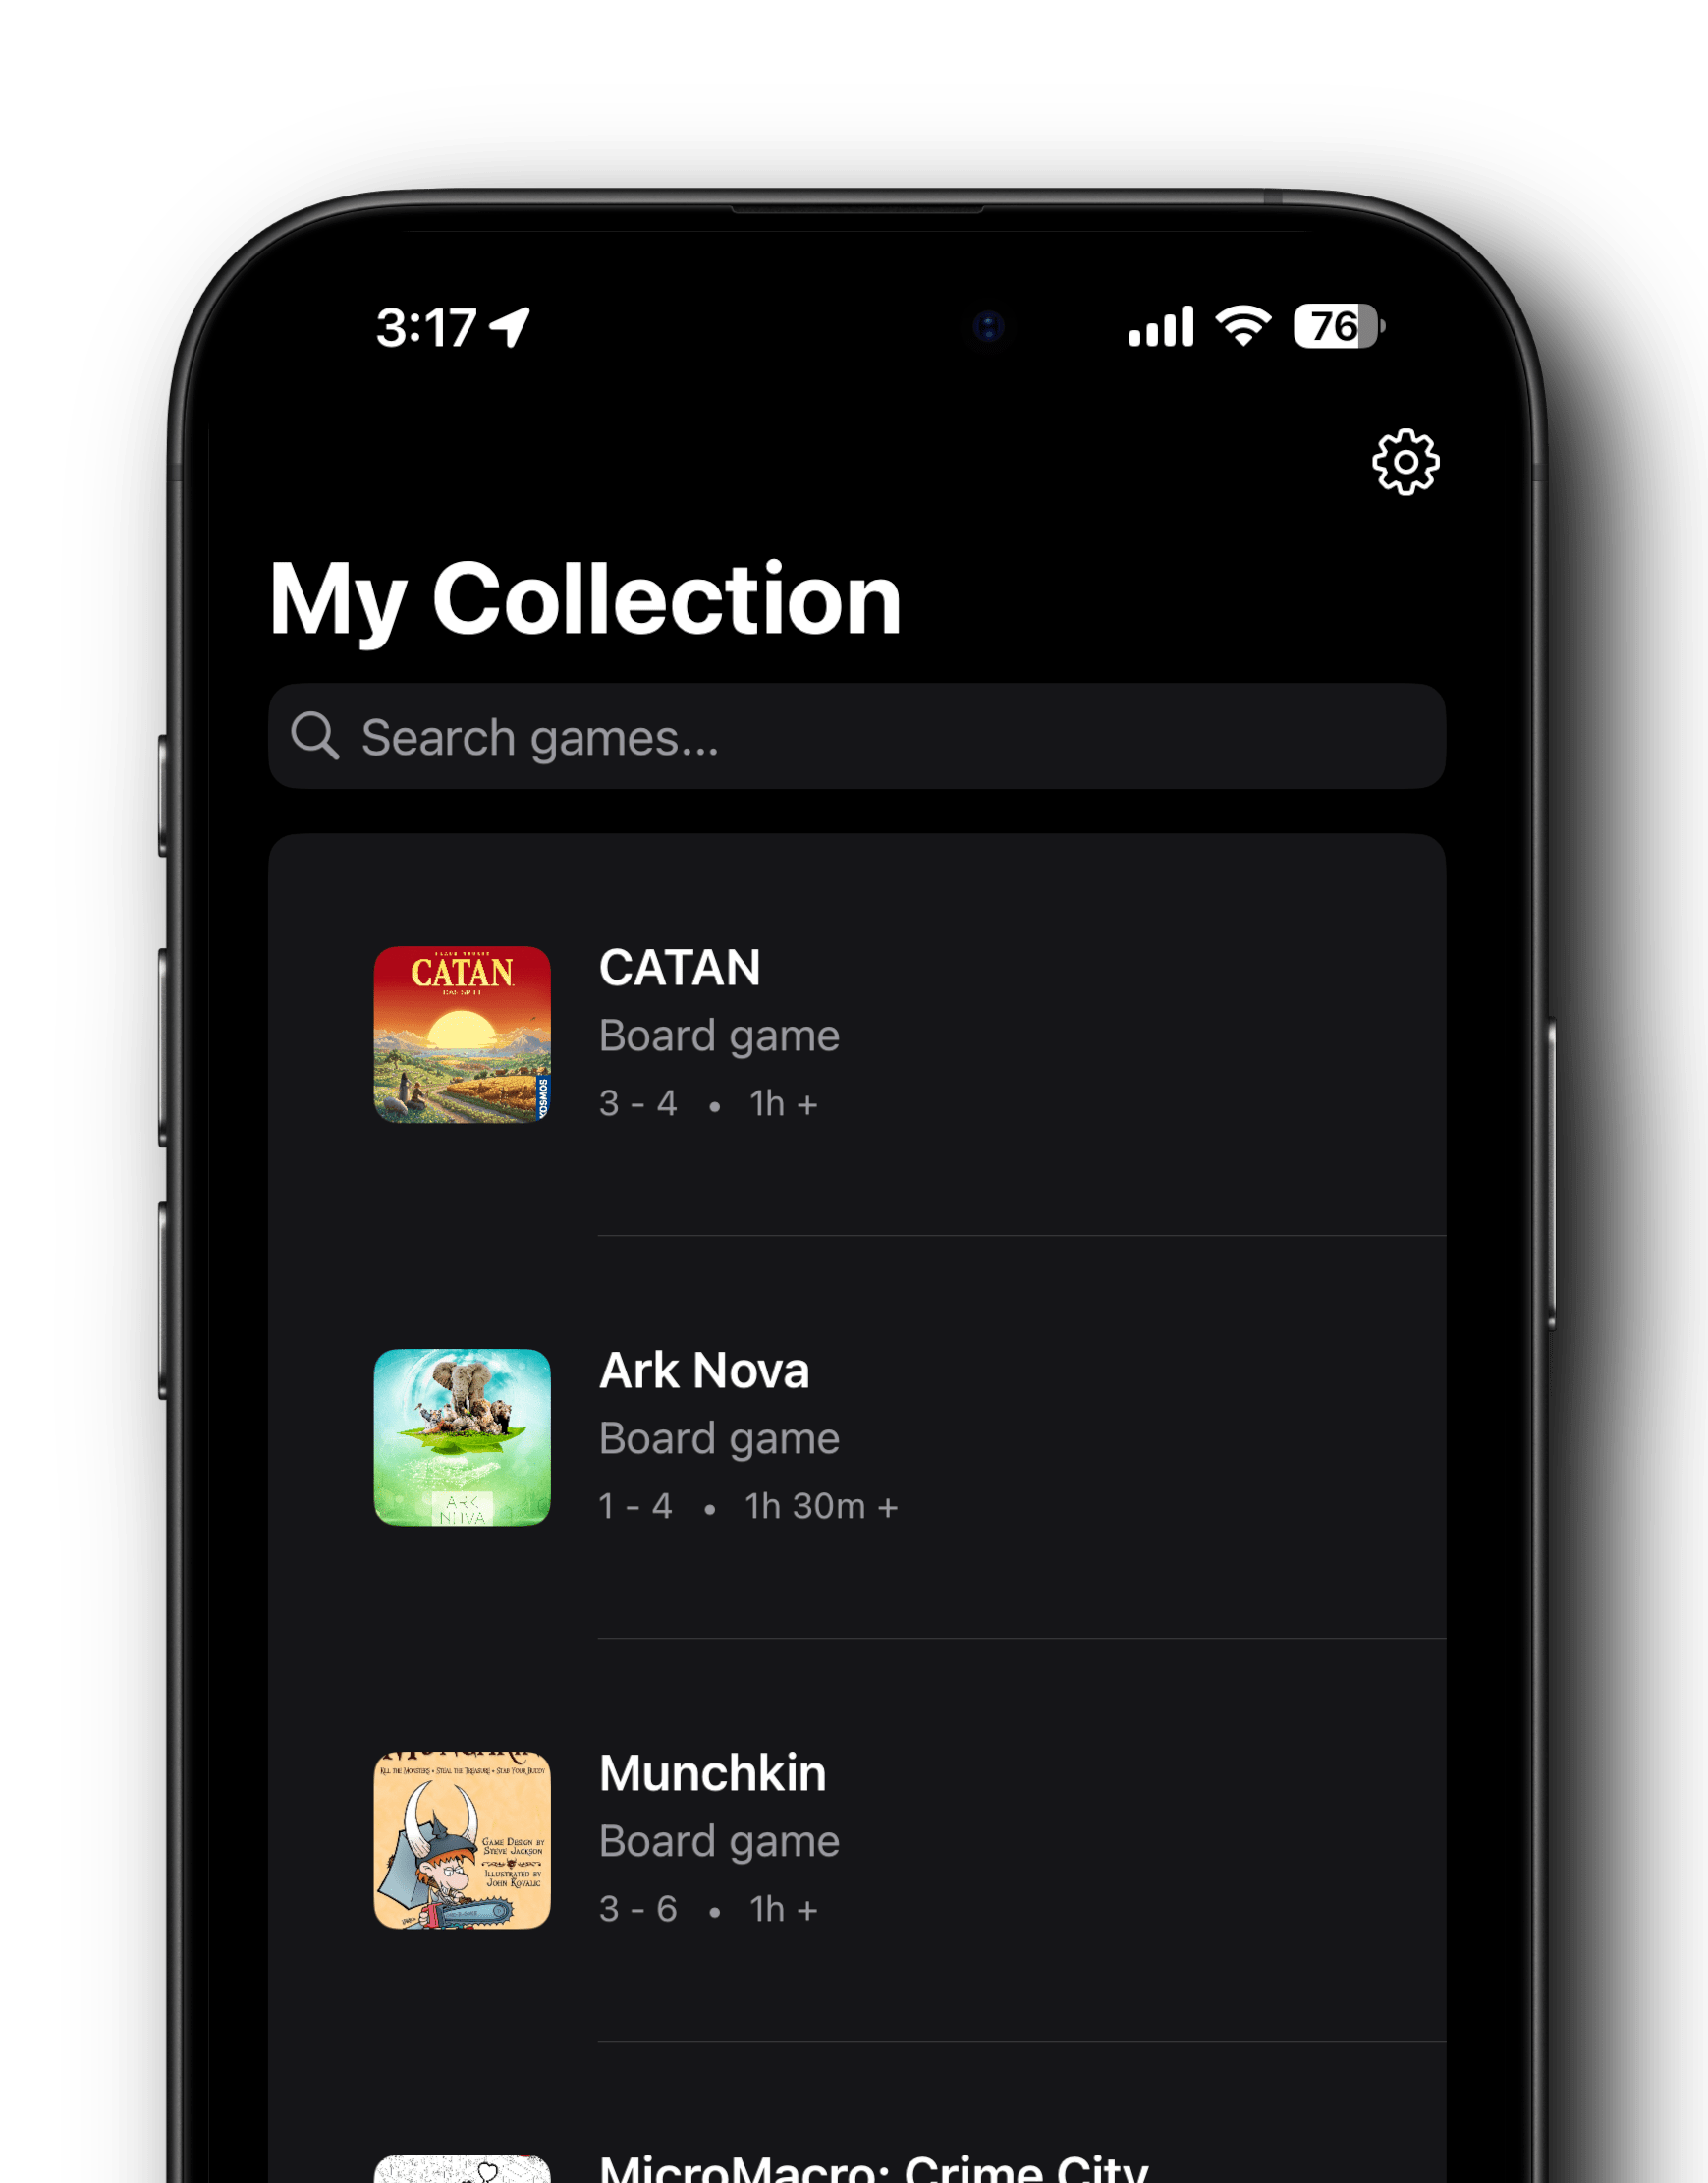 3:17
76
My Collection
Search games...
CATAN
KOSMOS
CATAN
Board game
3 - 4 • 1h +
ARK
NOVA
Ark Nova
Board game
1 - 4 • 1h 30m +
MUNCHKIN
KILL THE MONSTERS • STEAL THE TREASURE • STAB YOUR BUDDY
GAME DESIGN BY
STEVE JACKSON
ILLUSTRATED BY
JOHN KOVALIC
Munchkin
Board game
3 - 6 • 1h +
MicroMacro: Crime City